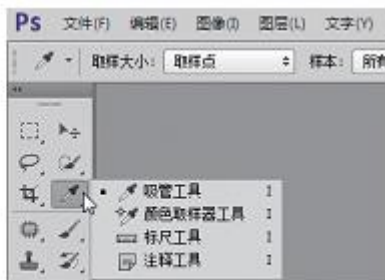 Ps 文件(F) 编辑(E) 图像(I) 图层(L) 文字(Y)
取样大小: 取样点 样本: 所有
吸管工具 I
颜色取样器工具 I
标尺工具 I
注释工具 I